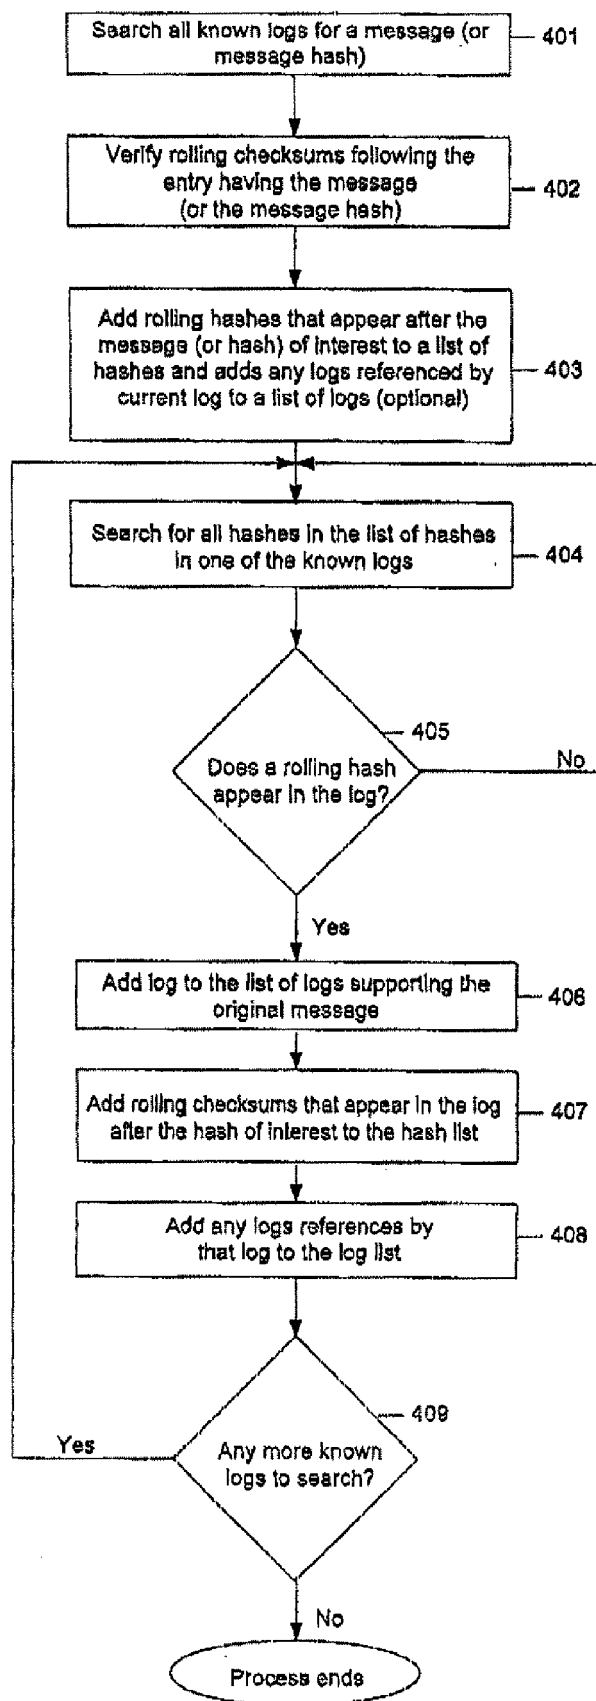 Search all known logs for a message (or
message hash)
401
Verify rolling checksums following the
entry having the message
(or the message hash)
402
Add rolling hashes that appear after the
message (or hash) of interest to a list of
hashes and adds any logs referenced by
current log to a list of logs (optional)
403
Search for all hashes in the list of hashes
in one of the known logs
404
405
Does a rolling hash
appear in the log?
No
Yes
Add log to the list of logs supporting the
original message
406
Add rolling checksums that appear in the log
after the hash of interest to the hash list
407
Add any logs references by
that log to the log list
408
409
Yes
Any more known
logs to search?
No
Process ends